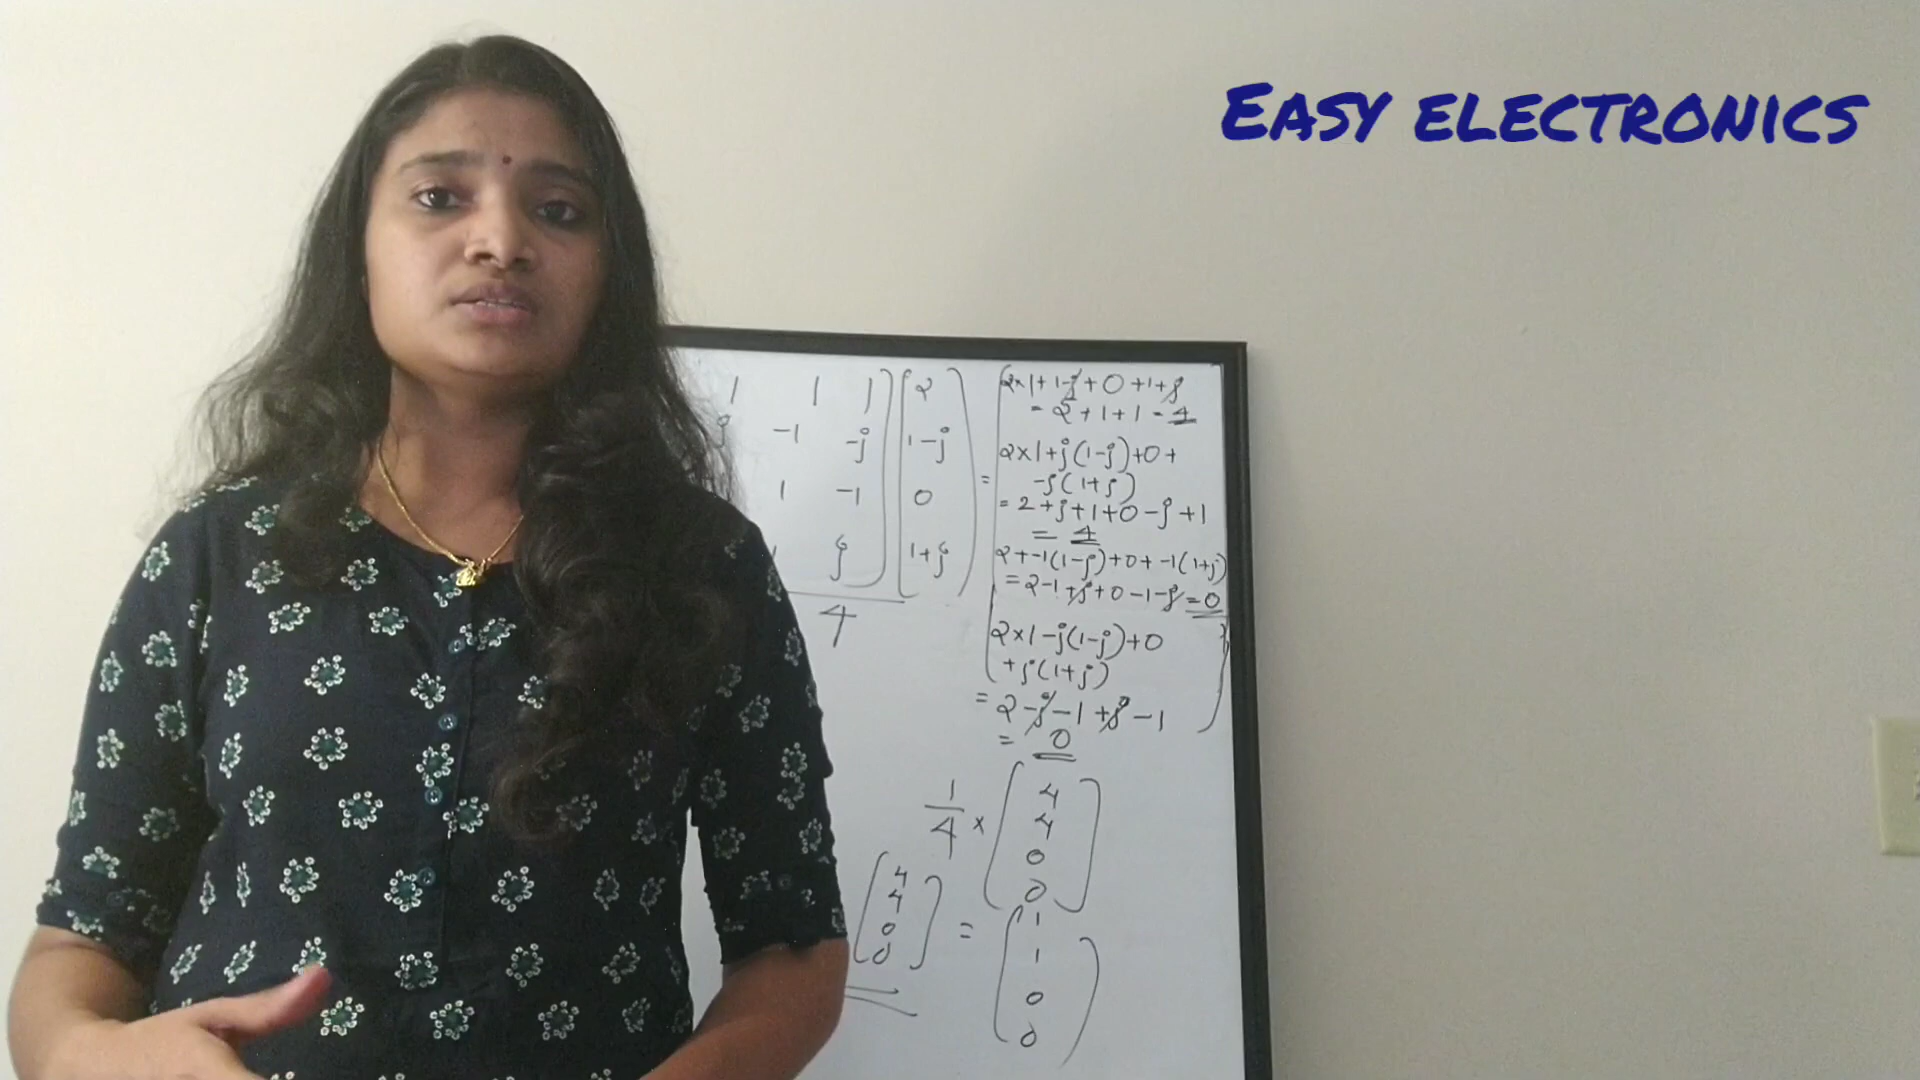 EASY ELECTRONICS
1 1 1
j -1 -j
1 -1
1 j
4
2
1-j
0
1+j
=
2×1+1-j+0+1+j
= 2+1+1=4
2×1+j(1-j)+0+
-j(1+j)
= 2+j+1+0-j+1
= 4
2+-1(1-j)+0+-1(1+j)
= 2-1+j+0-1-j=0
2×1-j(1-j)+0
+j(1+j)
= 2-j-1+j-1
= 0
1/4 ×
4
4
0
0
4
4
0
0
=
1
1
0
0